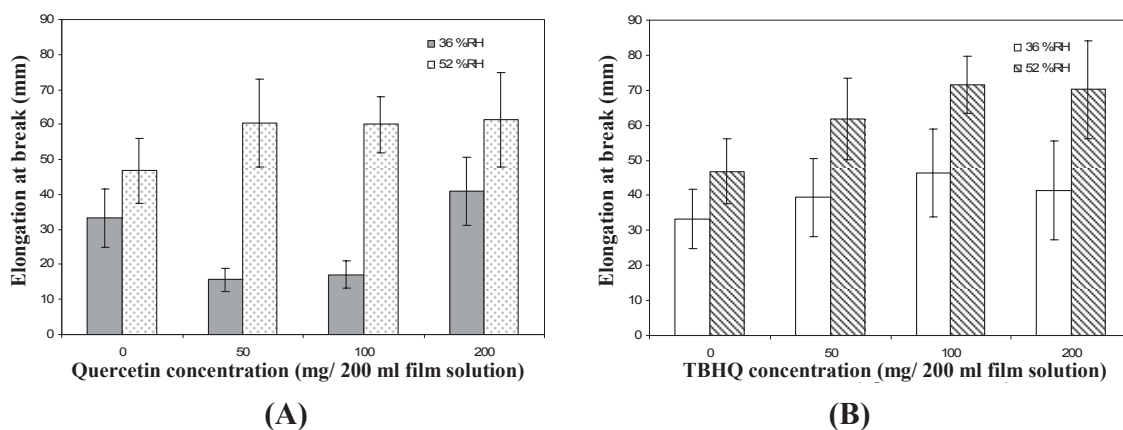 90
80
70
60
50
40
30
20
10
0
Elongation at break (mm)
36 %RH
52 %RH
0 50 100 200
Quercetin concentration (mg/ 200 ml film solution)
(A)
90
80
70
60
50
40
30
20
10
0
Elongation at break (mm)
36 %RH
52 %RH
0 50 100 200
TBHQ concentration (mg/ 200 ml film solution)
(B)